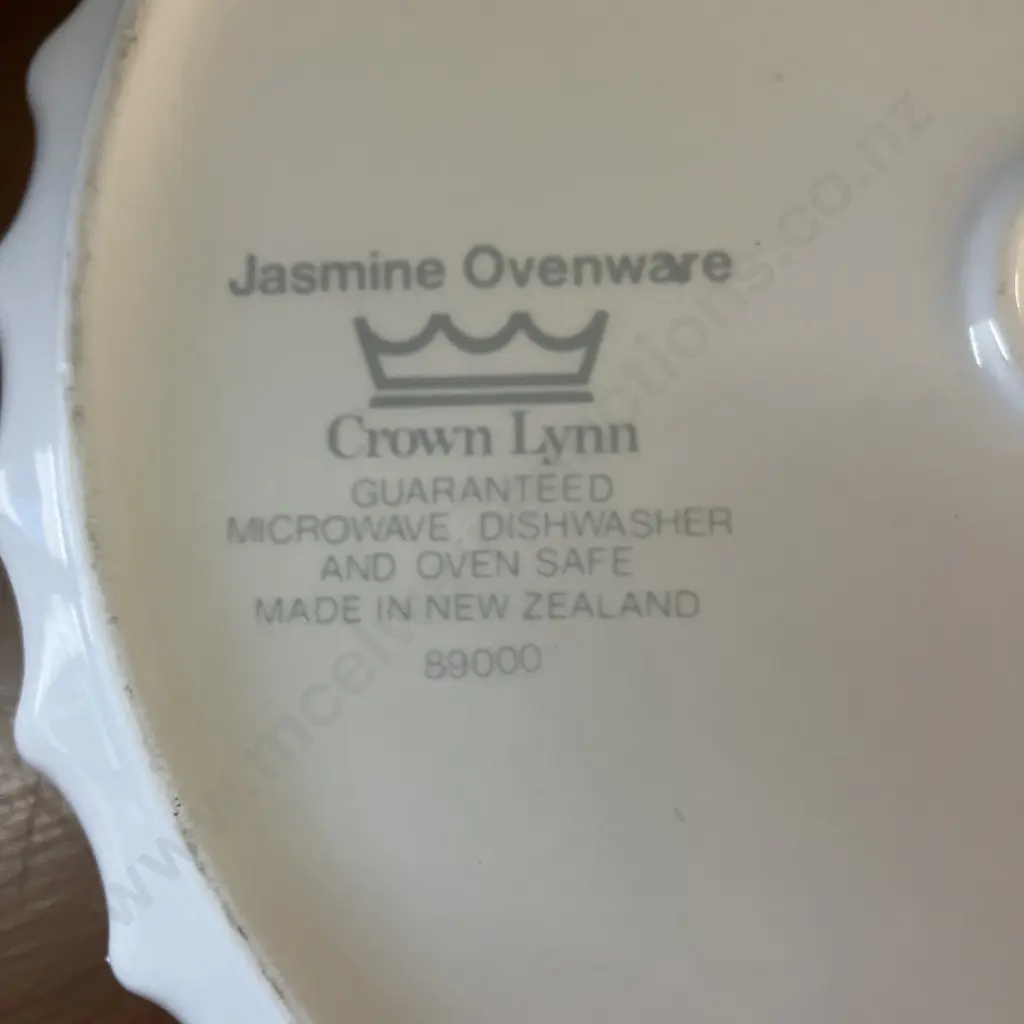 Jasmine Ovenware
Crown Lynn
GUARANTEED
MICROWAVE, DISHWASHER
AND OVEN SAFE
MADE IN NEW ZEALAND
89000